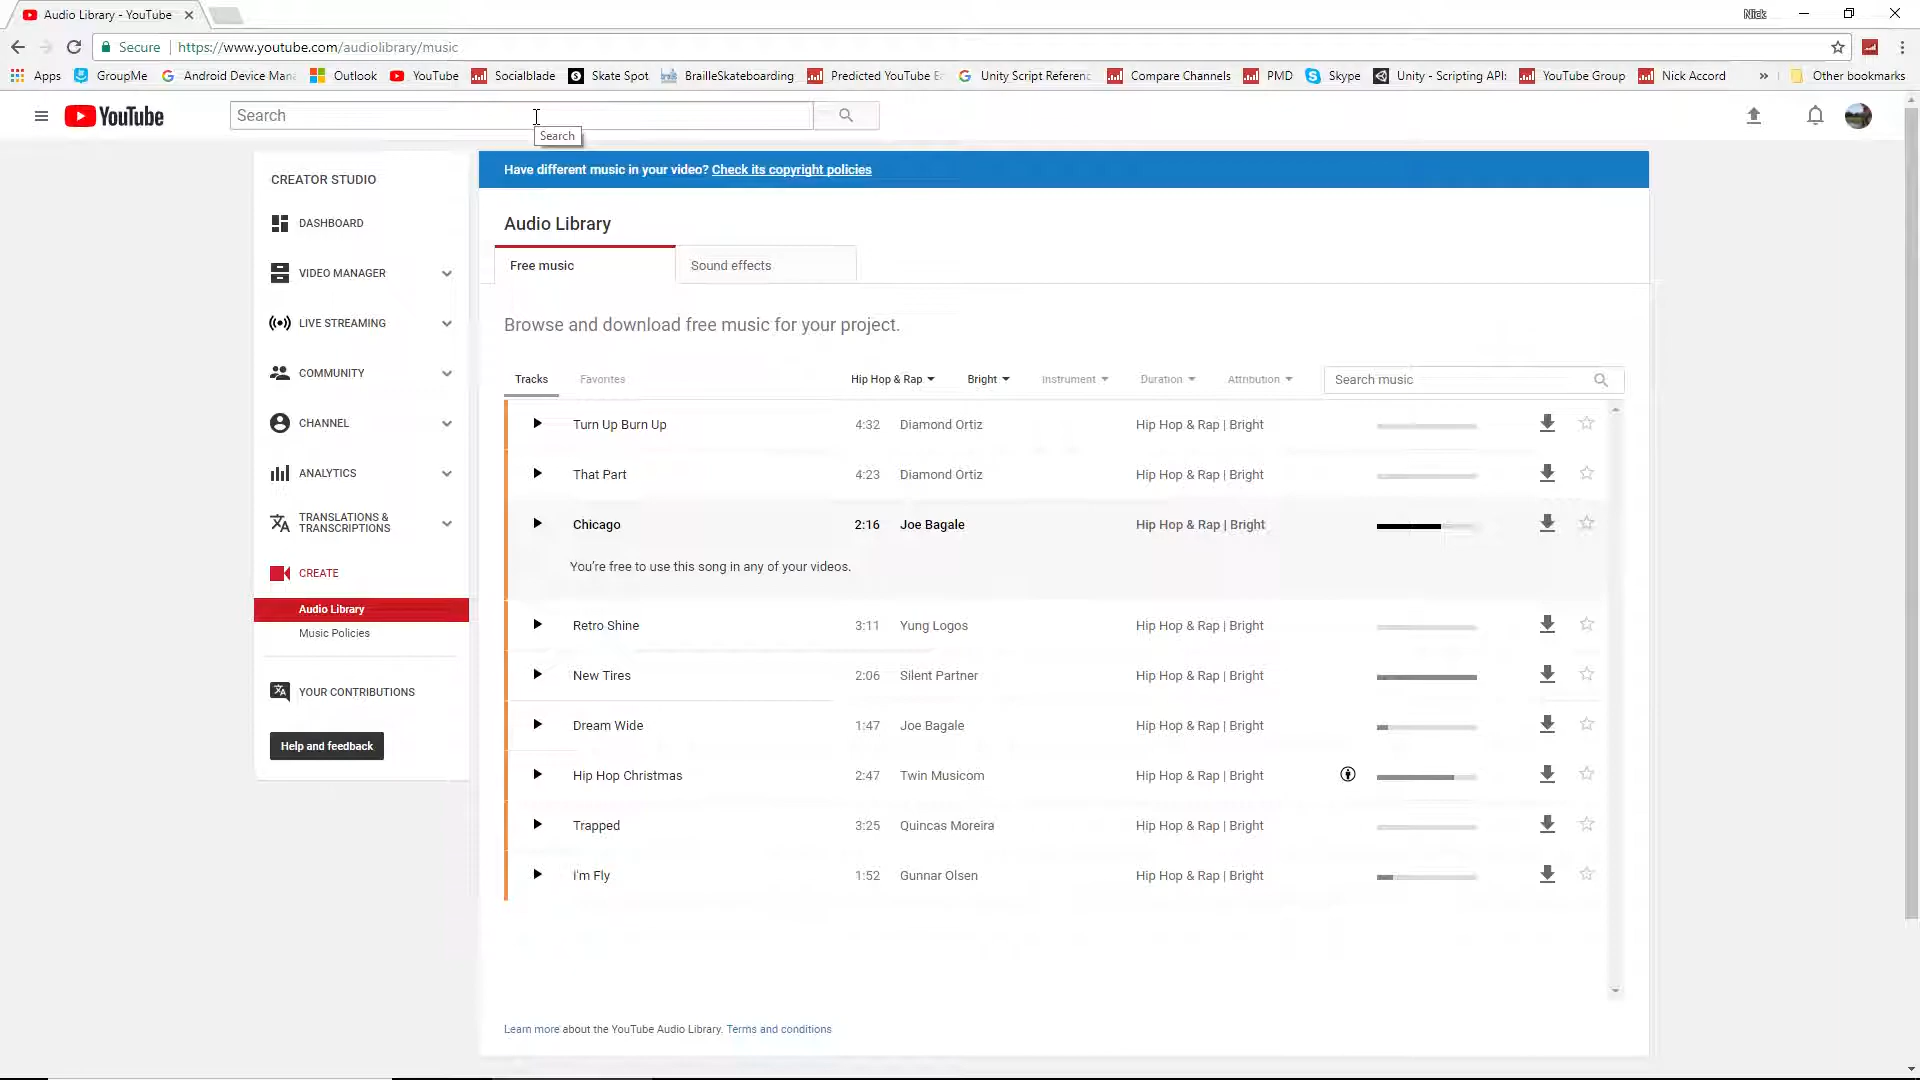 Audio Library - YouTube
Nick
Secure | https://www.youtube.com/audiolibrary/music
Apps GroupMe Android Device Mana Outlook YouTube Socialblade Skate Spot BrailleSkateboarding Predicted YouTube E Unity Script Referenc Compare Channels PMD Skype Unity - Scripting API: YouTube Group Nick Accord » Other bookmarks
YouTube
Search
Search
CREATOR STUDIO
DASHBOARD
VIDEO MANAGER
LIVE STREAMING
COMMUNITY
CHANNEL
ANALYTICS
TRANSLATIONS &
TRANSCRIPTIONS
CREATE
Audio Library
Music Policies
YOUR CONTRIBUTIONS
Help and feedback
Have different music in your video? Check its copyright policies
Audio Library
Free music Sound effects
Browse and download free music for your project.
Tracks Favorites Hip Hop & Rap Bright Instrument Duration Attribution Search music
Turn Up Burn Up 4:32 Diamond Ortiz Hip Hop & Rap | Bright
That Part 4:23 Diamond Ortiz Hip Hop & Rap | Bright
Chicago 2:16 Joe Bagale Hip Hop & Rap | Bright
You're free to use this song in any of your videos.
Retro Shine 3:11 Yung Logos Hip Hop & Rap | Bright
New Tires 2:06 Silent Partner Hip Hop & Rap | Bright
Dream Wide 1:47 Joe Bagale Hip Hop & Rap | Bright
Hip Hop Christmas 2:47 Twin Musicom Hip Hop & Rap | Bright
Trapped 3:25 Quincas Moreira Hip Hop & Rap | Bright
I'm Fly 1:52 Gunnar Olsen Hip Hop & Rap | Bright
Learn more about the YouTube Audio Library. Terms and conditions